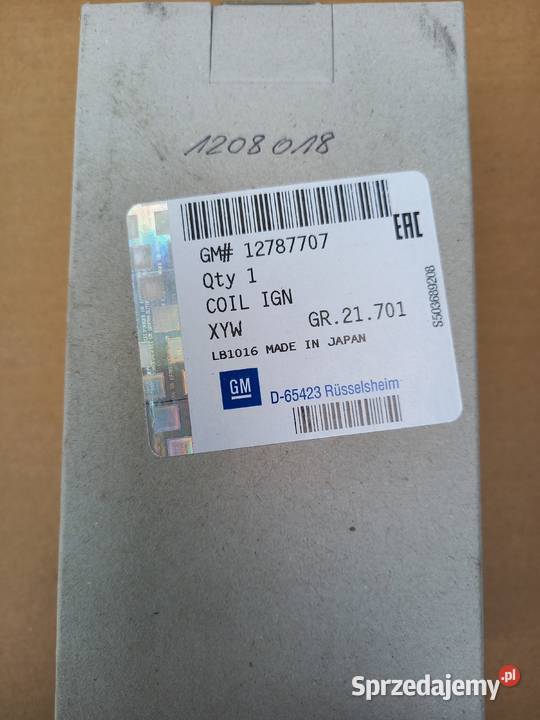 1208018
GM# 12787707
Qty 1
COIL IGN
XYW GR.21.701
LB1016 MADE IN JAPAN
GM D-65423 Rüsselsheim
EAC
S503689208
Sprzedajemy.pl